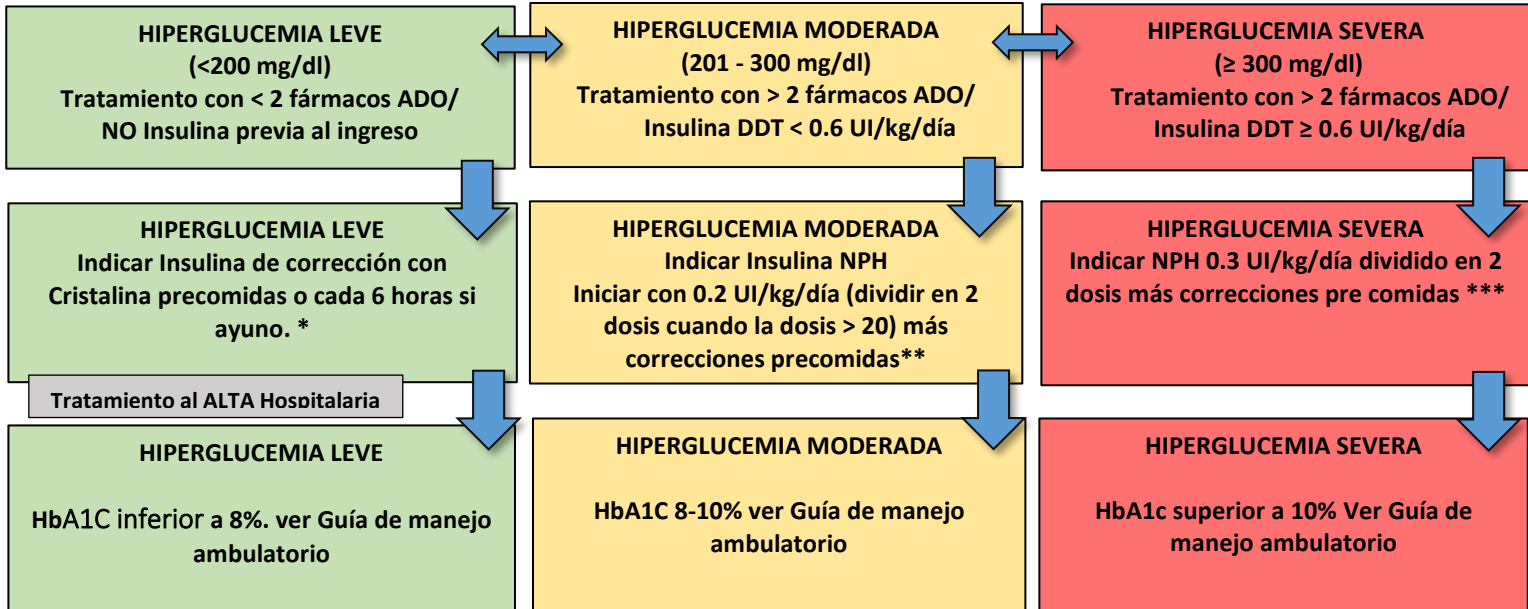 HIPERGLUCEMIA LEVE
(<200 mg/dl)
Tratamiento con < 2 fármacos ADO/
NO Insulina previa al ingreso
HIPERGLUCEMIA MODERADA
(201 - 300 mg/dl)
Tratamiento con > 2 fármacos ADO/
Insulina DDT < 0.6 UI/kg/día
HIPERGLUCEMIA SEVERA
(≥ 300 mg/dl)
Tratamiento con > 2 fármacos ADO/
Insulina DDT ≥ 0.6 UI/kg/día
HIPERGLUCEMIA LEVE
Indicar Insulina de corrección con
Cristalina precomidas o cada 6 horas si
ayuno. *
HIPERGLUCEMIA MODERADA
Indicar Insulina NPH
Iniciar con 0.2 UI/kg/día (dividir en 2
dosis cuando la dosis > 20) más
correcciones precomidas**
HIPERGLUCEMIA SEVERA
Indicar NPH 0.3 UI/kg/día dividido en 2
dosis más correcciones pre comidas ***
Tratamiento al ALTA Hospitalaria
HIPERGLUCEMIA LEVE
HbA1C inferior a 8%. ver Guía de manejo
ambulatorio
HIPERGLUCEMIA MODERADA
HbA1C 8-10% ver Guía de manejo
ambulatorio
HIPERGLUCEMIA SEVERA
HbA1c superior a 10% Ver Guía de
manejo ambulatorio